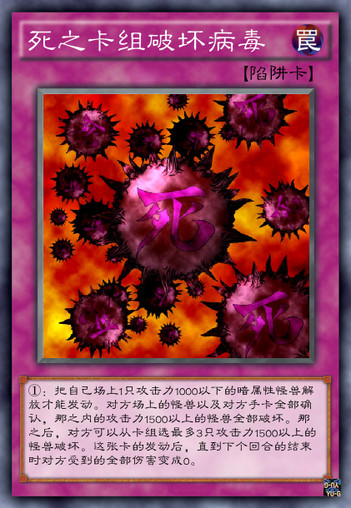 死之卡组破坏病毒 罠
【陷阱卡】
死
死
①：把自己场上1只攻击力1000以下的暗属性怪兽解
放才能发动。对方场上的怪兽以及对方手卡全部确
认，那之内的攻击力1500以上的怪兽全部破坏。那
之后，对方可以从卡组选最多3只攻击力1500以上的
怪兽破坏。这张卡的发动后，直到下个回合的结束
时对方受到的全部伤害变成0。